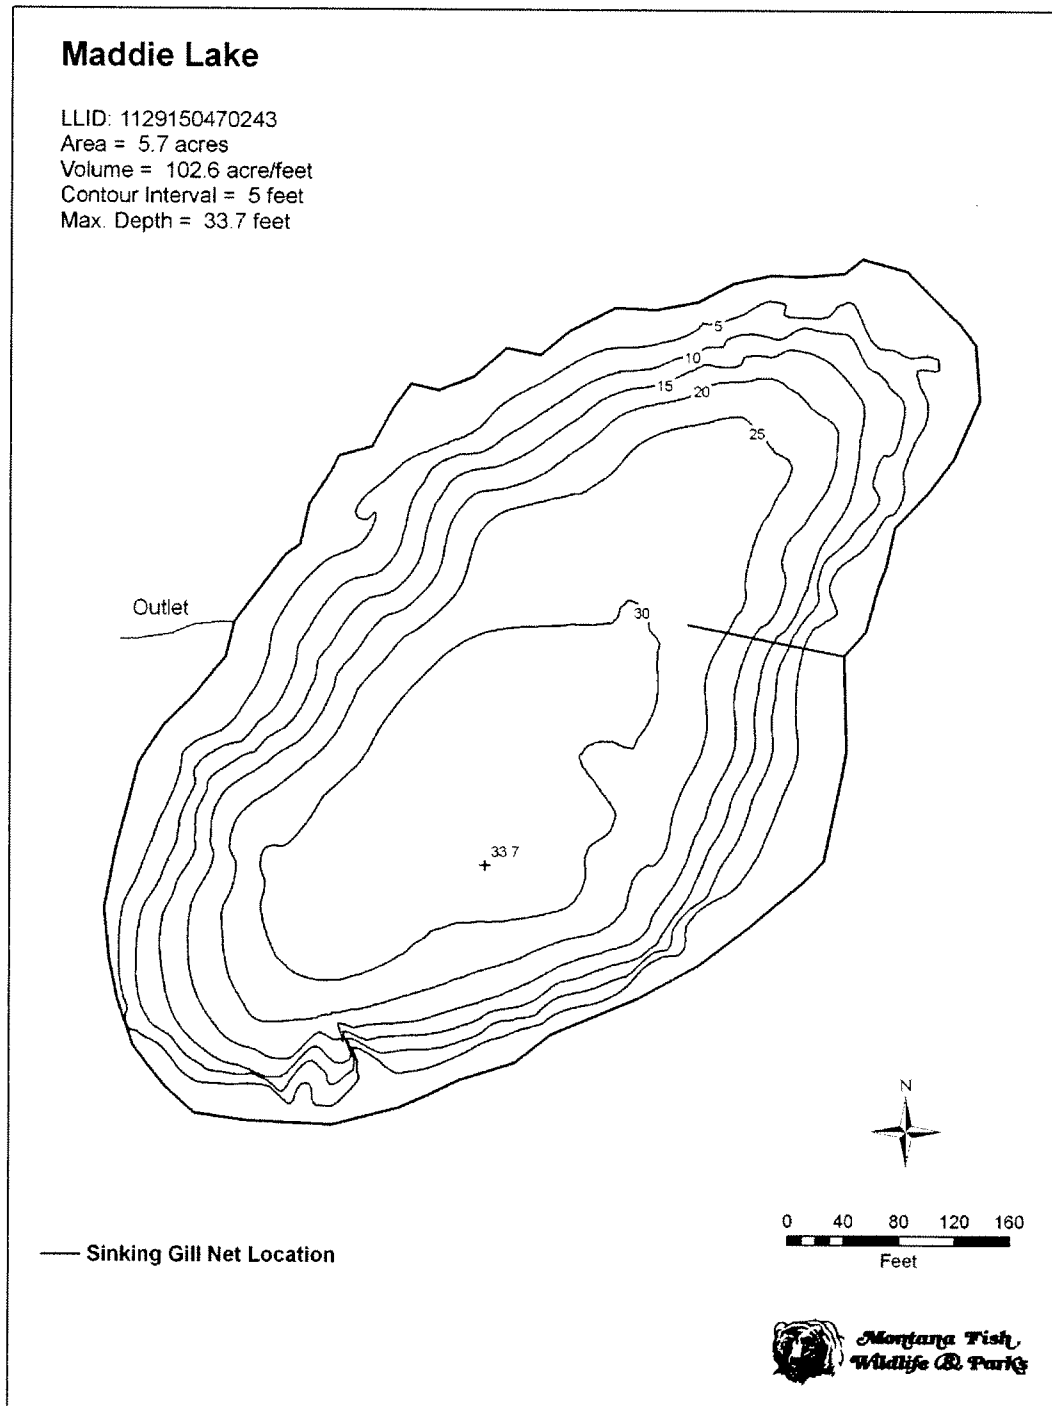 Maddie Lake
LLID: 1129150470243
Area = 5.7 acres
Volume = 102.6 acre/feet
Contour Interval = 5 feet
Max. Depth = 33.7 feet
5
10
15
20
25
Outlet
30
33 7
N
0 40 80 120 160
Feet
Sinking Gill Net Location
Montana Fish,
Wildlife & Parks